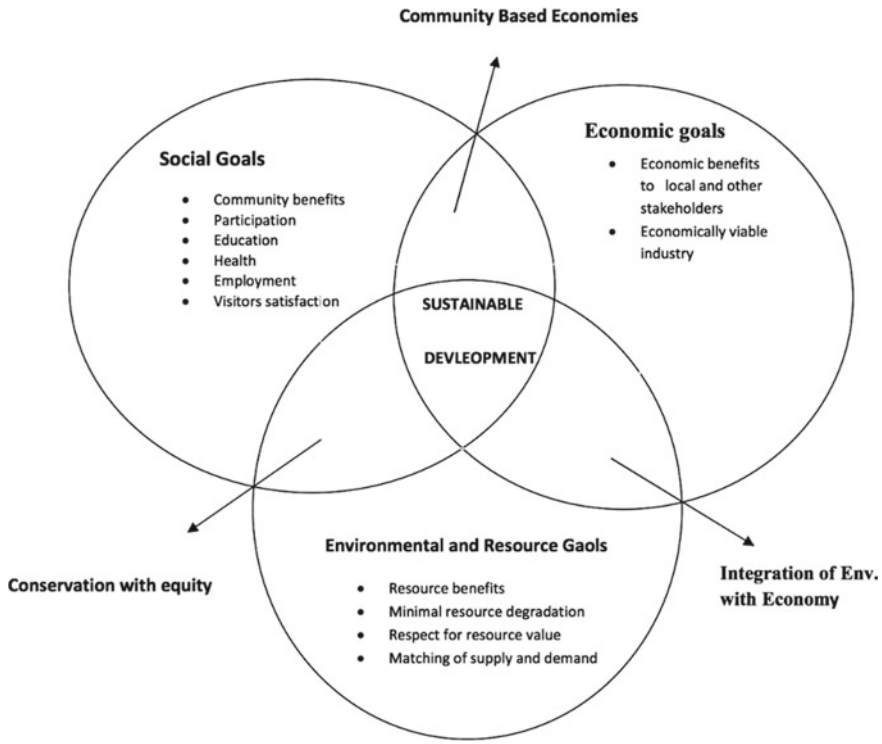 Community Based Economies
Social Goals
• Community benefits
• Participation
• Education
• Health
• Employment
• Visitors satisfaction
Economic goals
• Economic benefits
to local and other
stakeholders
• Economically viable
industry
SUSTAINABLE
DEVLEOPMENT
Conservation with equity
Environmental and Resource Gaols
• Resource benefits
• Minimal resource degradation
• Respect for resource value
• Matching of supply and demand
Integration of Env.
with Economy